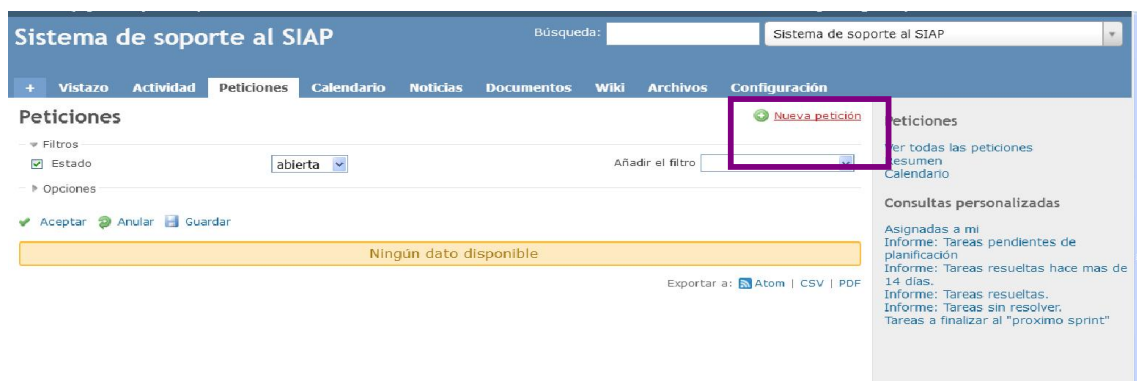 Sistema de soporte al SIAP
Búsqueda:
Sistema de soporte al SIAP
+ Vistazo Actividad Peticiones Calendario Noticias Documentos Wiki Archivos Configuración
Peticiones
Nueva petición
Filtros
Estado abierta Añadir el filtro
Opciones
Aceptar Anular Guardar
Ningún dato disponible
Exportar a: Atom | CSV | PDF
Peticiones
Ver todas las peticiones
Resumen
Calendario
Consultas personalizadas
Asignadas a mi
Informe: Tareas pendientes de
planificación
Informe: Tareas resueltas hace mas de
14 días.
Informe: Tareas resueltas.
Informe: Tareas sin resolver.
Tareas a finalizar al "proximo sprint"